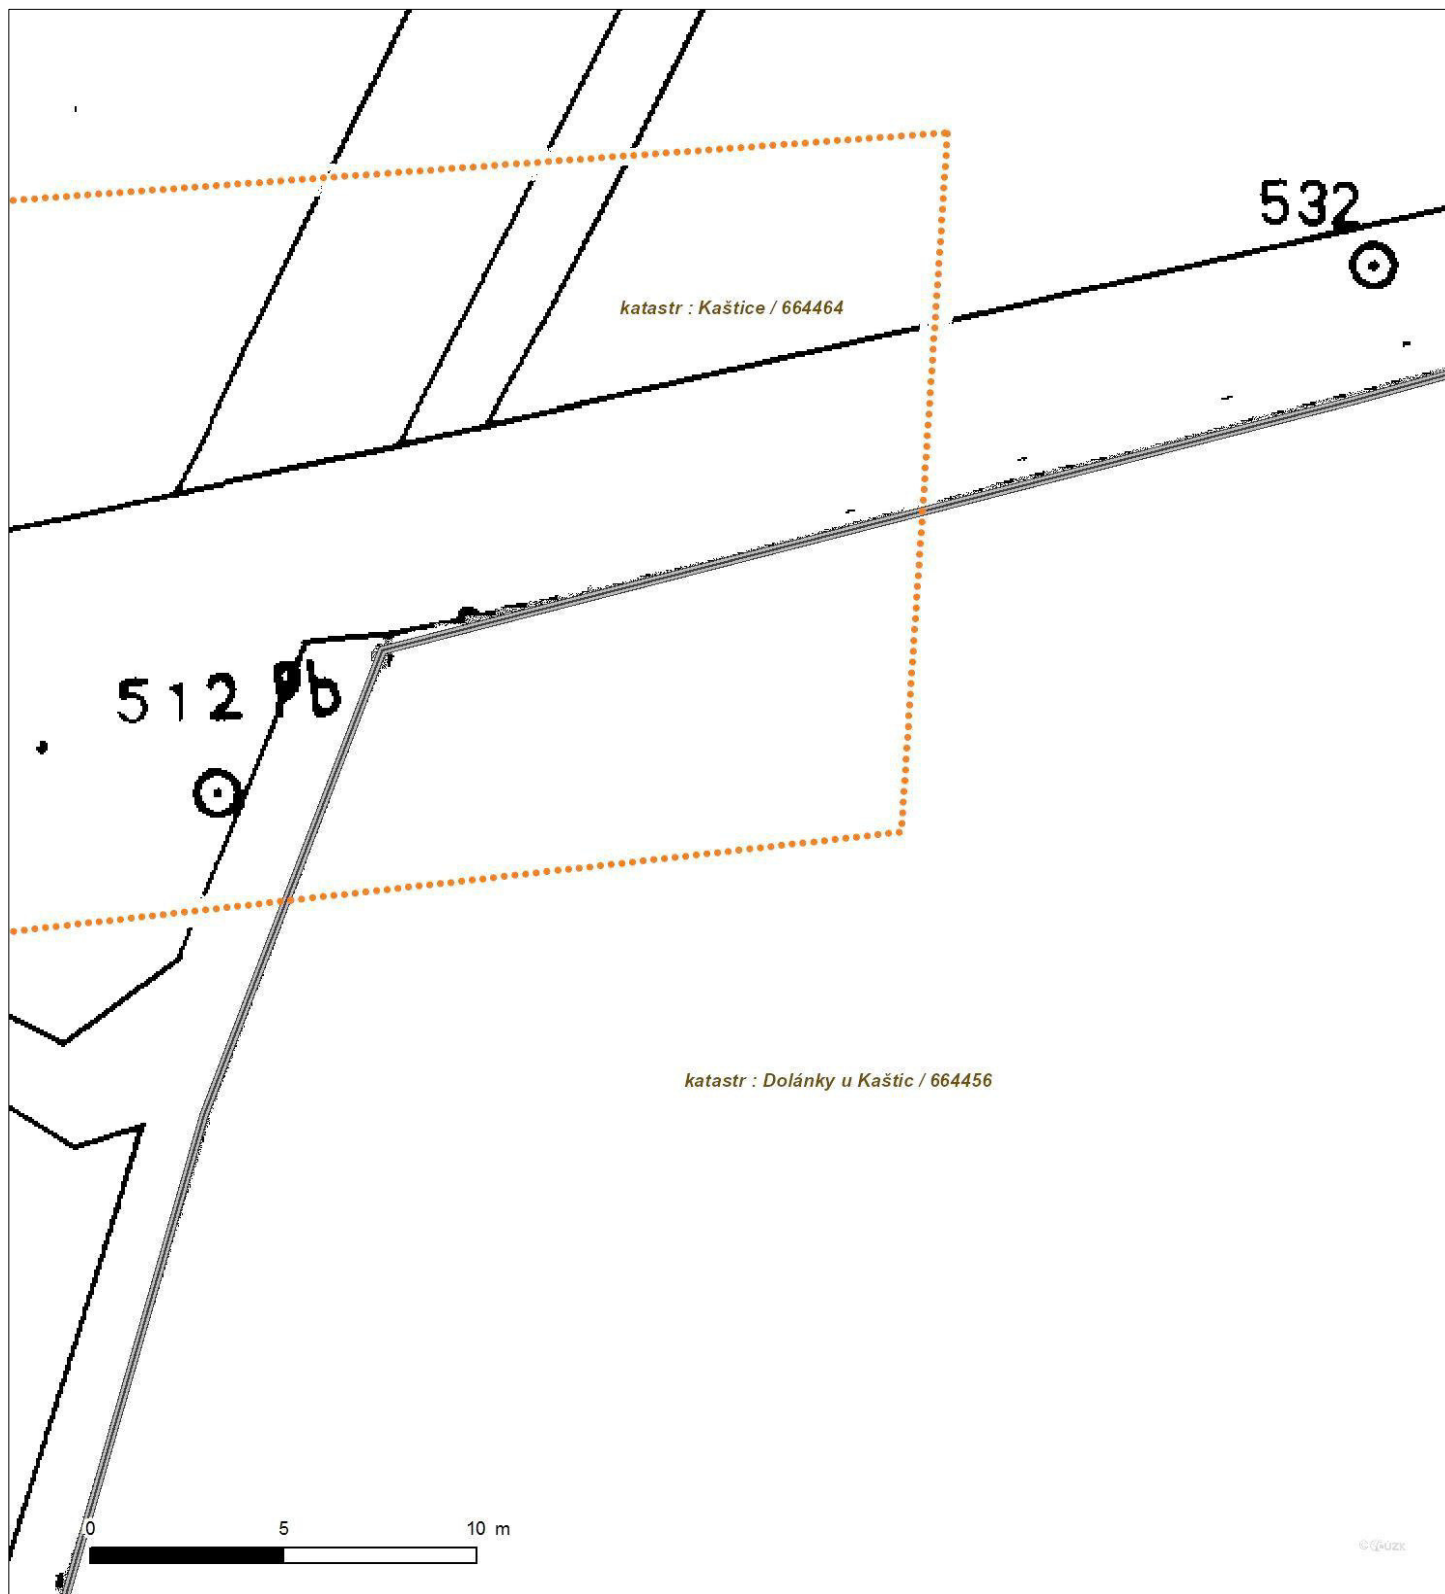 532
katastr : Kaštice / 664464
512
katastr : Dolánky u Kaštic / 664456
0 5 10 m